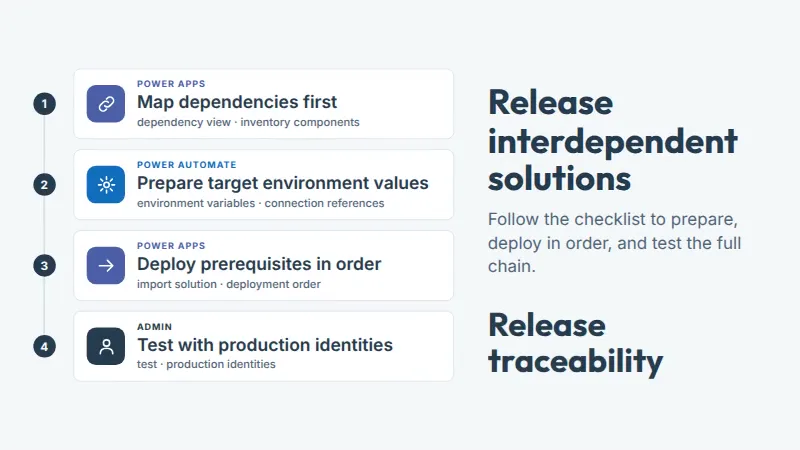 1
POWER APPS
Map dependencies first
dependency view · inventory components
2
POWER AUTOMATE
Prepare target environment values
environment variables · connection references
3
POWER APPS
Deploy prerequisites in order
import solution · deployment order
4
ADMIN
Test with production identities
test · production identities
Release
interdependent
solutions
Follow the checklist to prepare,
deploy in order, and test the full
chain.
Release
traceability